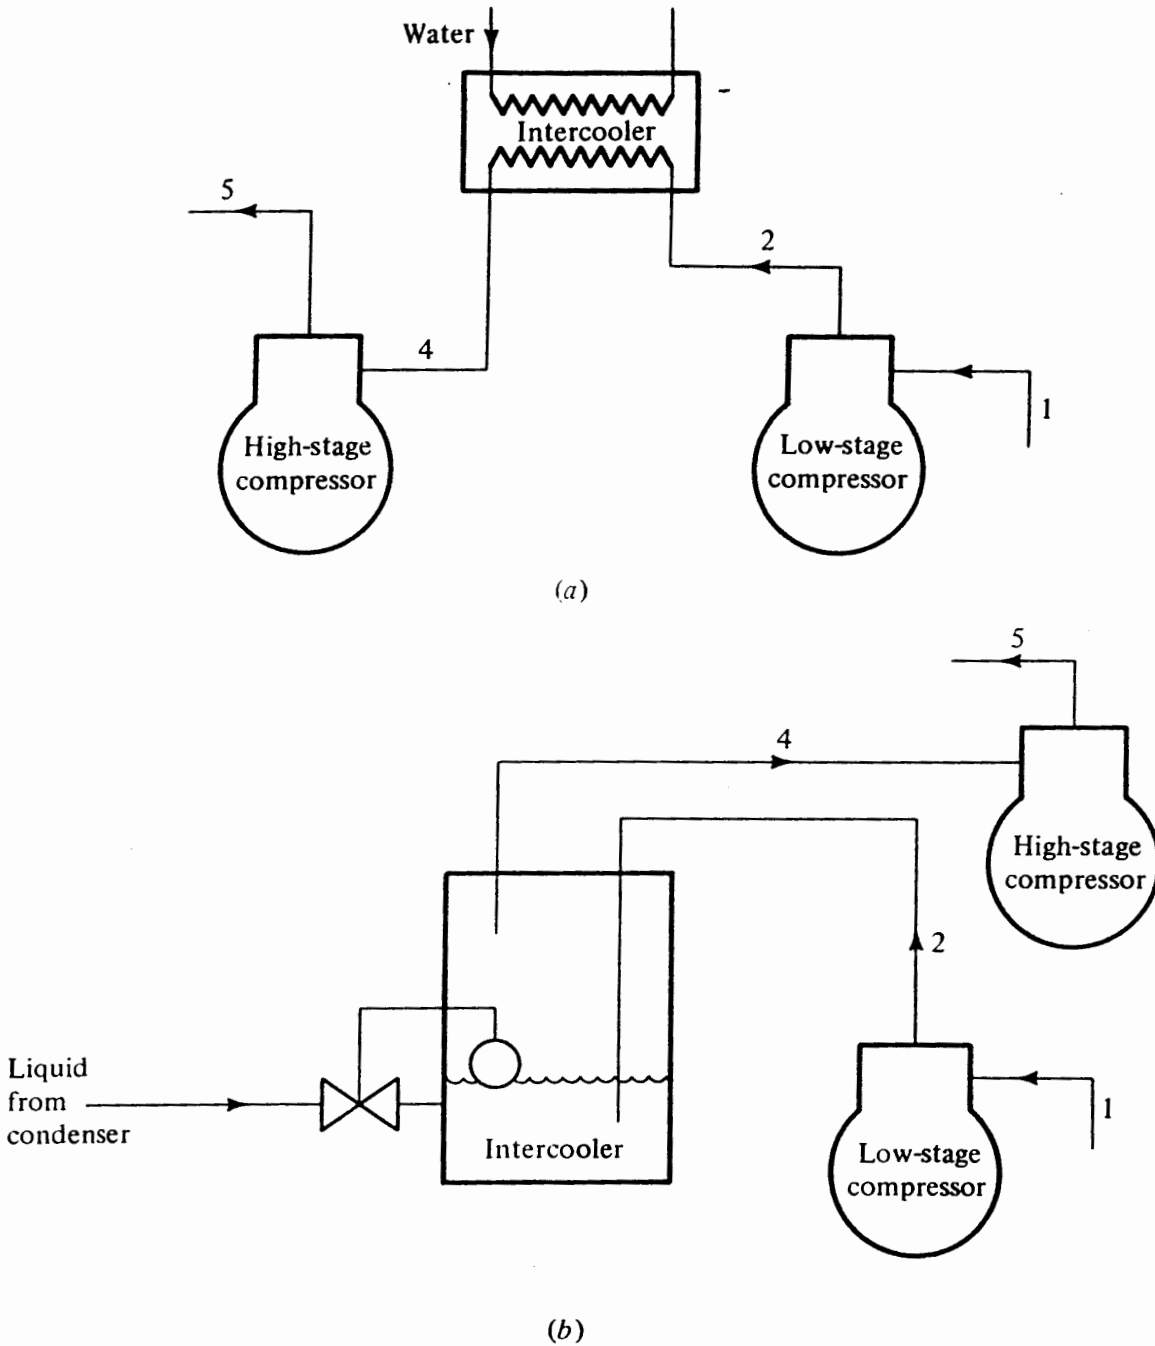 Water
Intercooler
5
2
4
1
High-stage
compressor
Low-stage
compressor
(a)
5
4
High-stage
compressor
2
Liquid
from
condenser
Intercooler
1
Low-stage
compressor
(b)